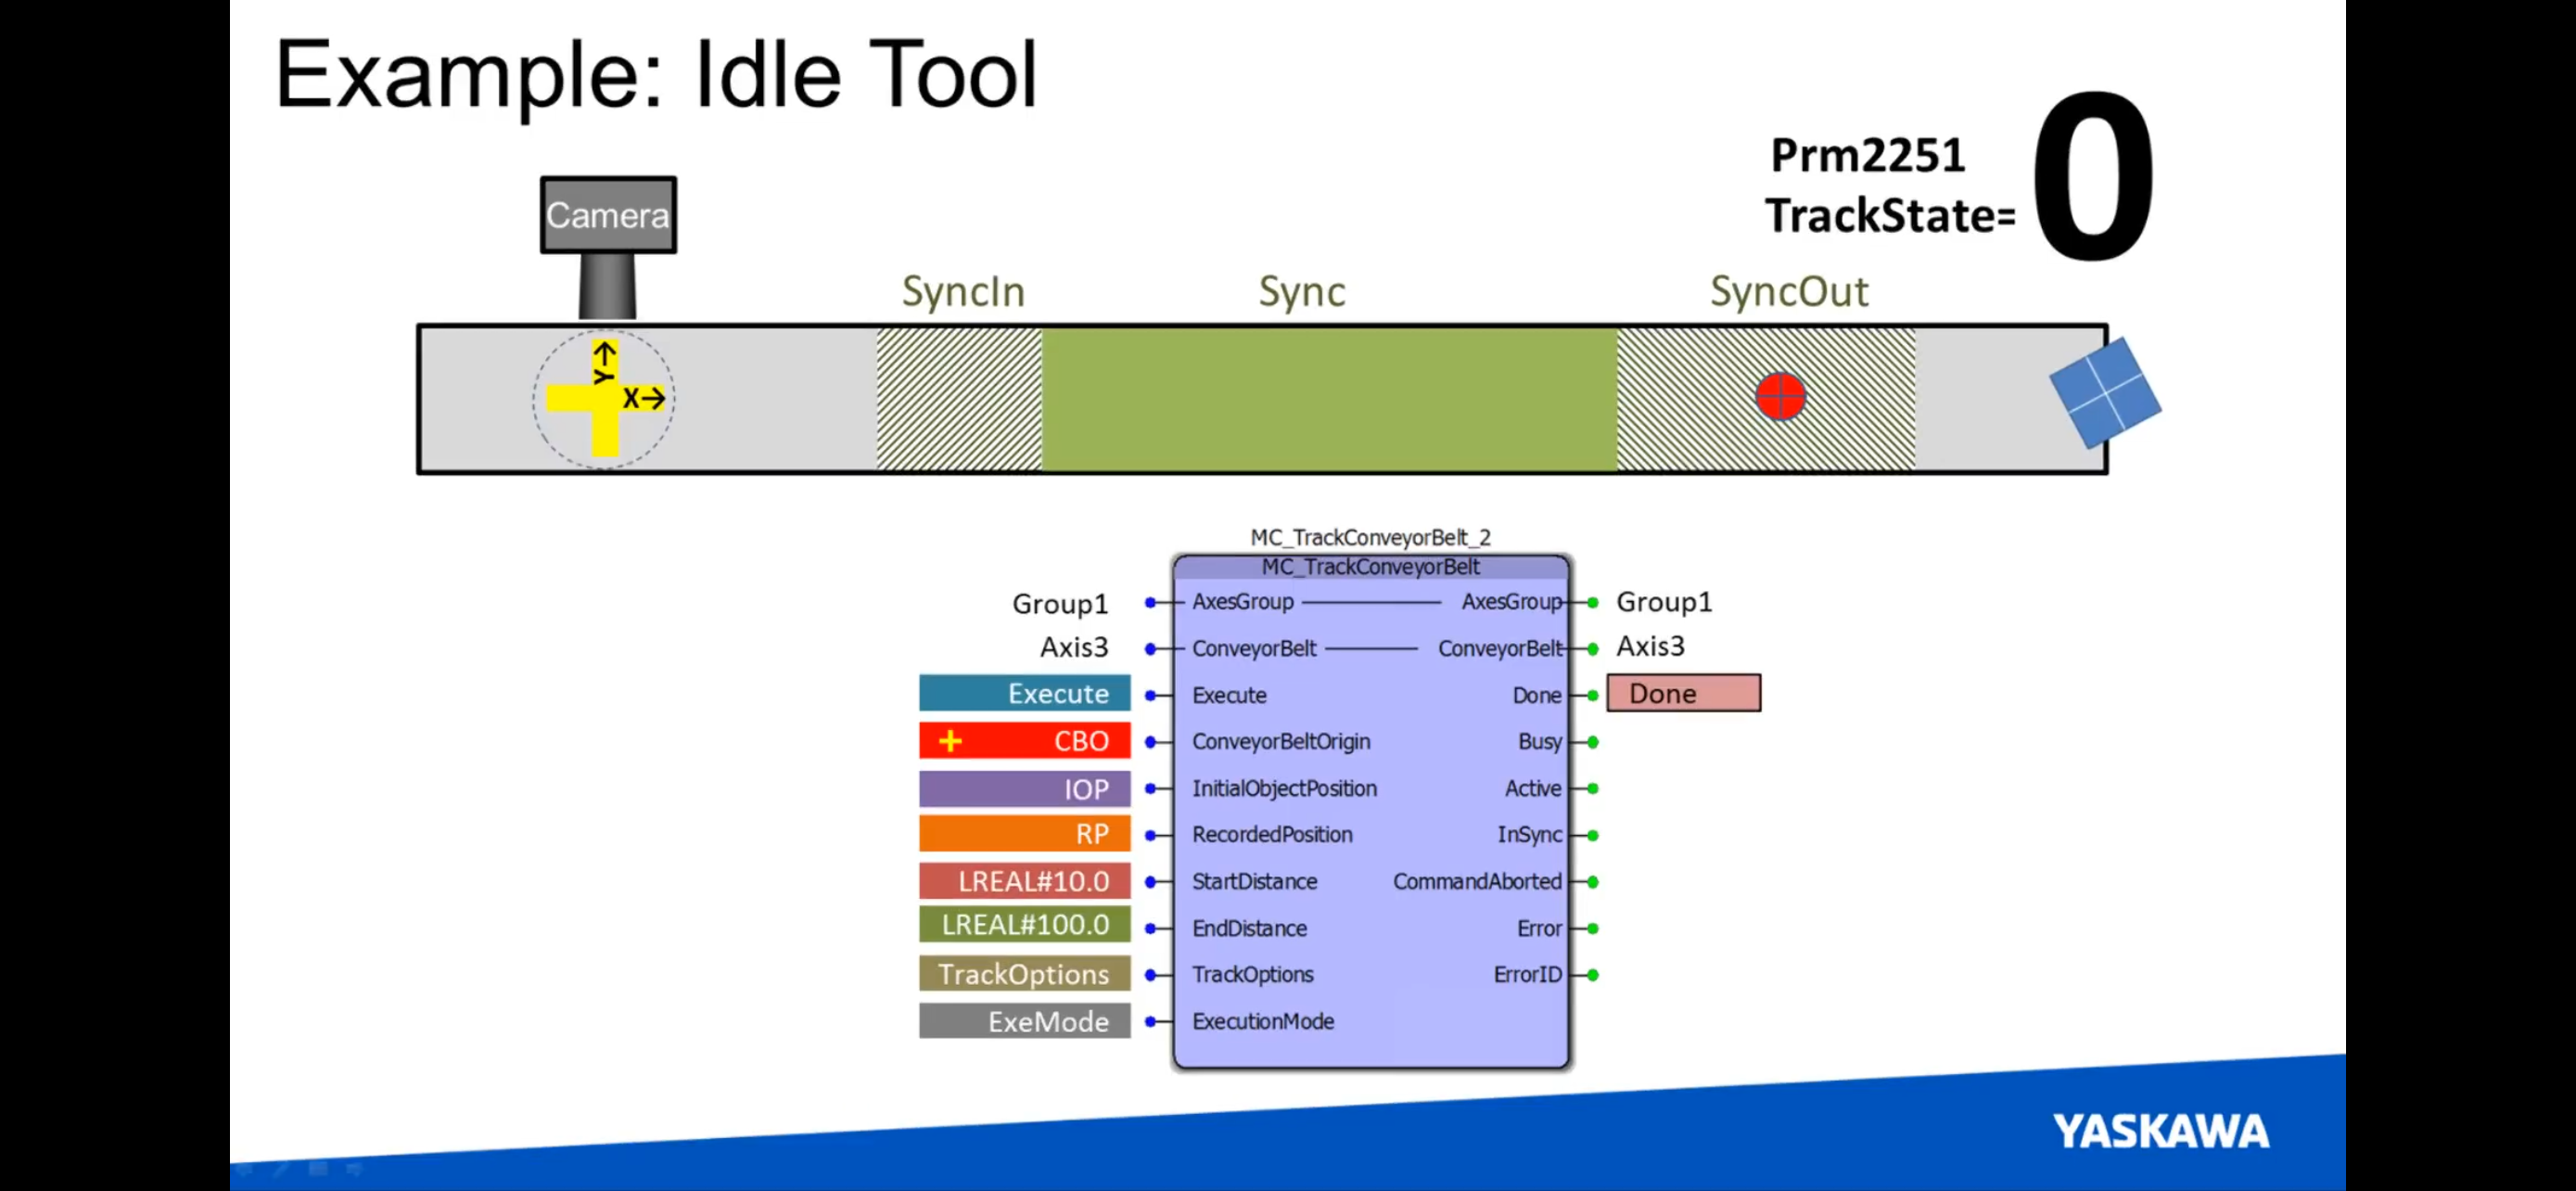 Example: Idle Tool
Prm2251
TrackState= 0
Camera
SyncIn Sync SyncOut
Y→
X→
MC_TrackConveyorBelt_2
MC_TrackConveyorBelt
Group1 AxesGroup AxesGroup Group1
Axis3 ConveyorBelt ConveyorBelt Axis3
Execute Execute Done Done
+ CBO ConveyorBeltOrigin Busy
IOP InitialObjectPosition Active
RP RecordedPosition InSync
LREAL#10.0 StartDistance CommandAborted
LREAL#100.0 EndDistance Error
TrackOptions TrackOptions ErrorID
ExeMode ExecutionMode
YASKAWA